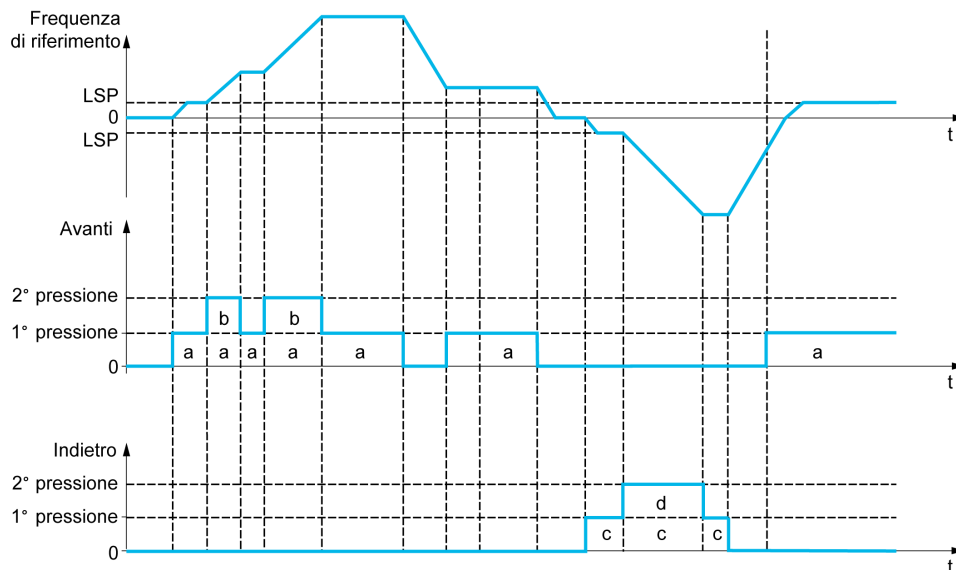 Frequenza
di riferimento
LSP
0
LSP
t
Avanti
2° pressione
b b
1° pressione
a a a a a a a
0
t
Indietro
2° pressione
d
1° pressione
c c c
0
t